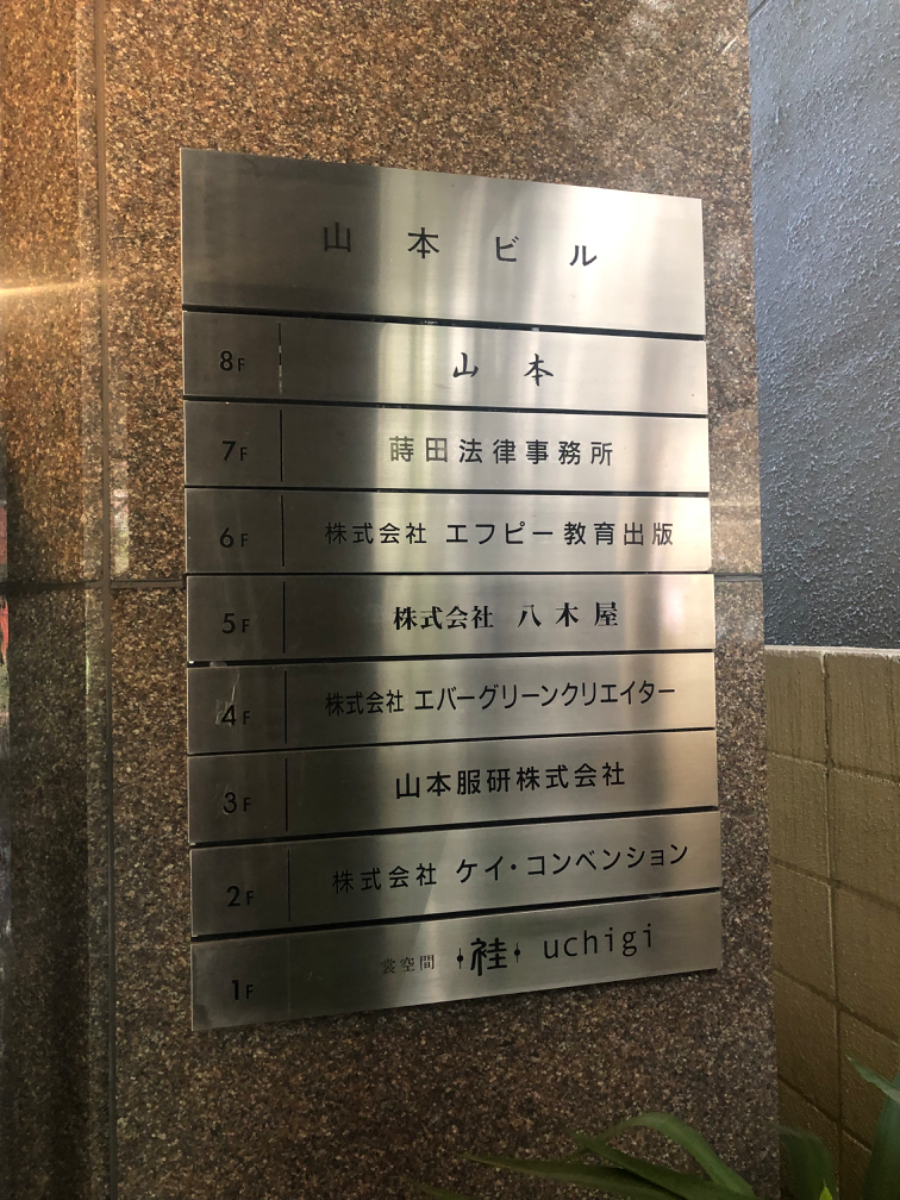 山本ビル
8F 山本
7F 蒔田法律事務所
6F 株式会社 エフピー教育出版
5F 株式会社 八木屋
4F 株式会社 エバーグリーンクリエイター
3F 山本服研株式会社
2F 株式会社 ケイ・コンベンション
1F 裳空間 袿 uchigi